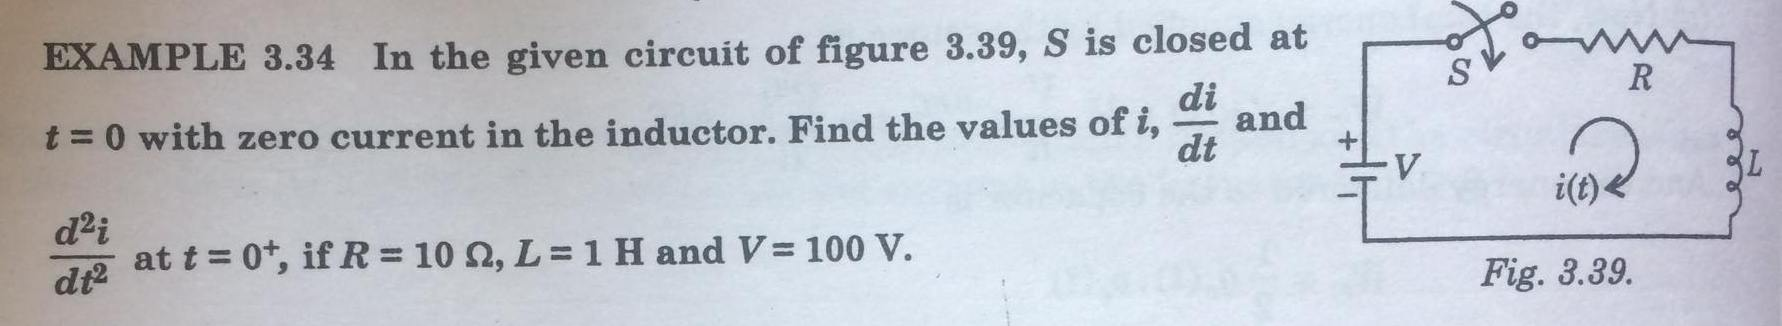 EXAMPLE 3.34 In the given circuit of figure 3.39, S is closed at
t = 0 with zero current in the inductor. Find the values of i, di/dt and
d²i/dt² at t = 0⁺, if R = 10 Ω, L = 1 H and V = 100 V.
S
R
+
V
−
i(t)
L
Fig. 3.39.